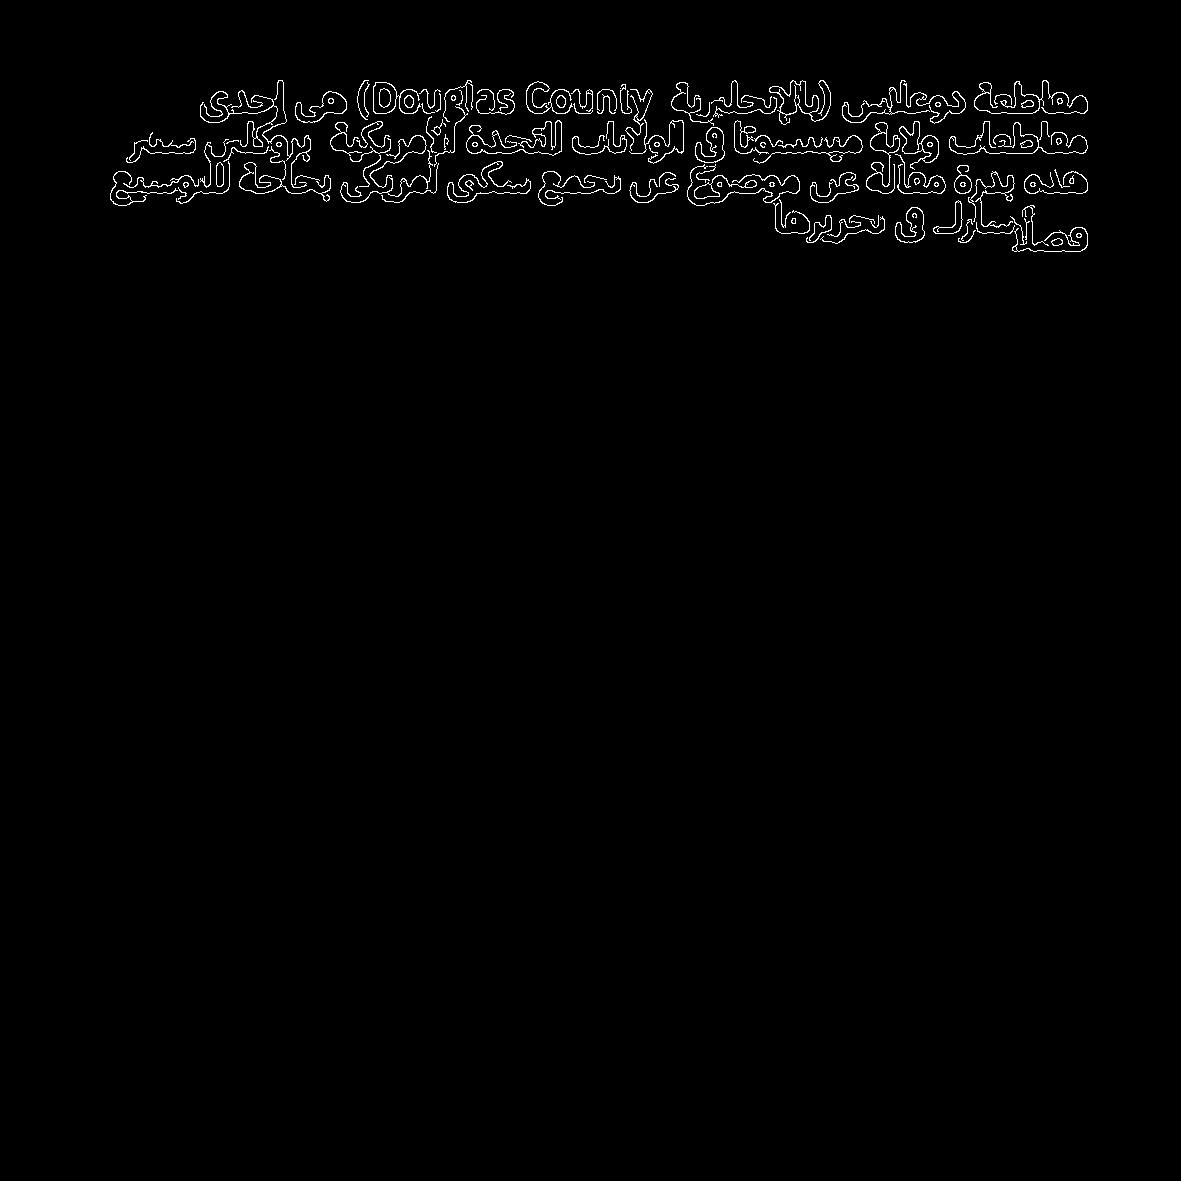 مقاطعة دوغلاس (بالإنجليزية Douglas County) هي إحدى
مقاطعات ولاية مينيسوتا في الولايات المتحدة الأمريكية بروكلين سنتر
هذه بذرة مقالة عن موضوع عن تجمع سكني أمريكي بحاجة للتوسيع
فضلًا شارك في تحريرها